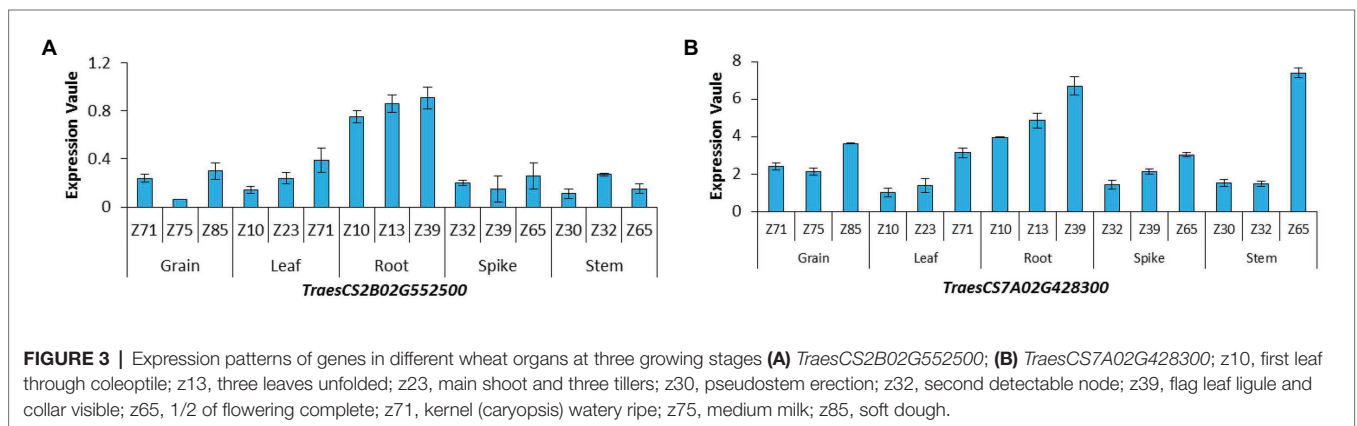 A
Expression Vaule
1.2
0.8
0.4
0
Z71 Z75 Z85 Z10 Z23 Z71 Z10 Z13 Z39 Z32 Z39 Z65 Z30 Z32 Z65
Grain Leaf Root Spike Stem
TraesCS2B02G552500
B
Expression Vaule
8
6
4
2
0
Z71 Z75 Z85 Z10 Z23 Z71 Z10 Z13 Z39 Z32 Z39 Z65 Z30 Z32 Z65
Grain Leaf Root Spike Stem
TraesCS7A02G428300
FIGURE 3 | Expression patterns of genes in different wheat organs at three growing stages (A) TraesCS2B02G552500; (B) TraesCS7A02G428300; z10, first leaf
through coleoptile; z13, three leaves unfolded; z23, main shoot and three tillers; z30, pseudostem erection; z32, second detectable node; z39, flag leaf ligule and
collar visible; z65, 1/2 of flowering complete; z71, kernel (caryopsis) watery ripe; z75, medium milk; z85, soft dough.